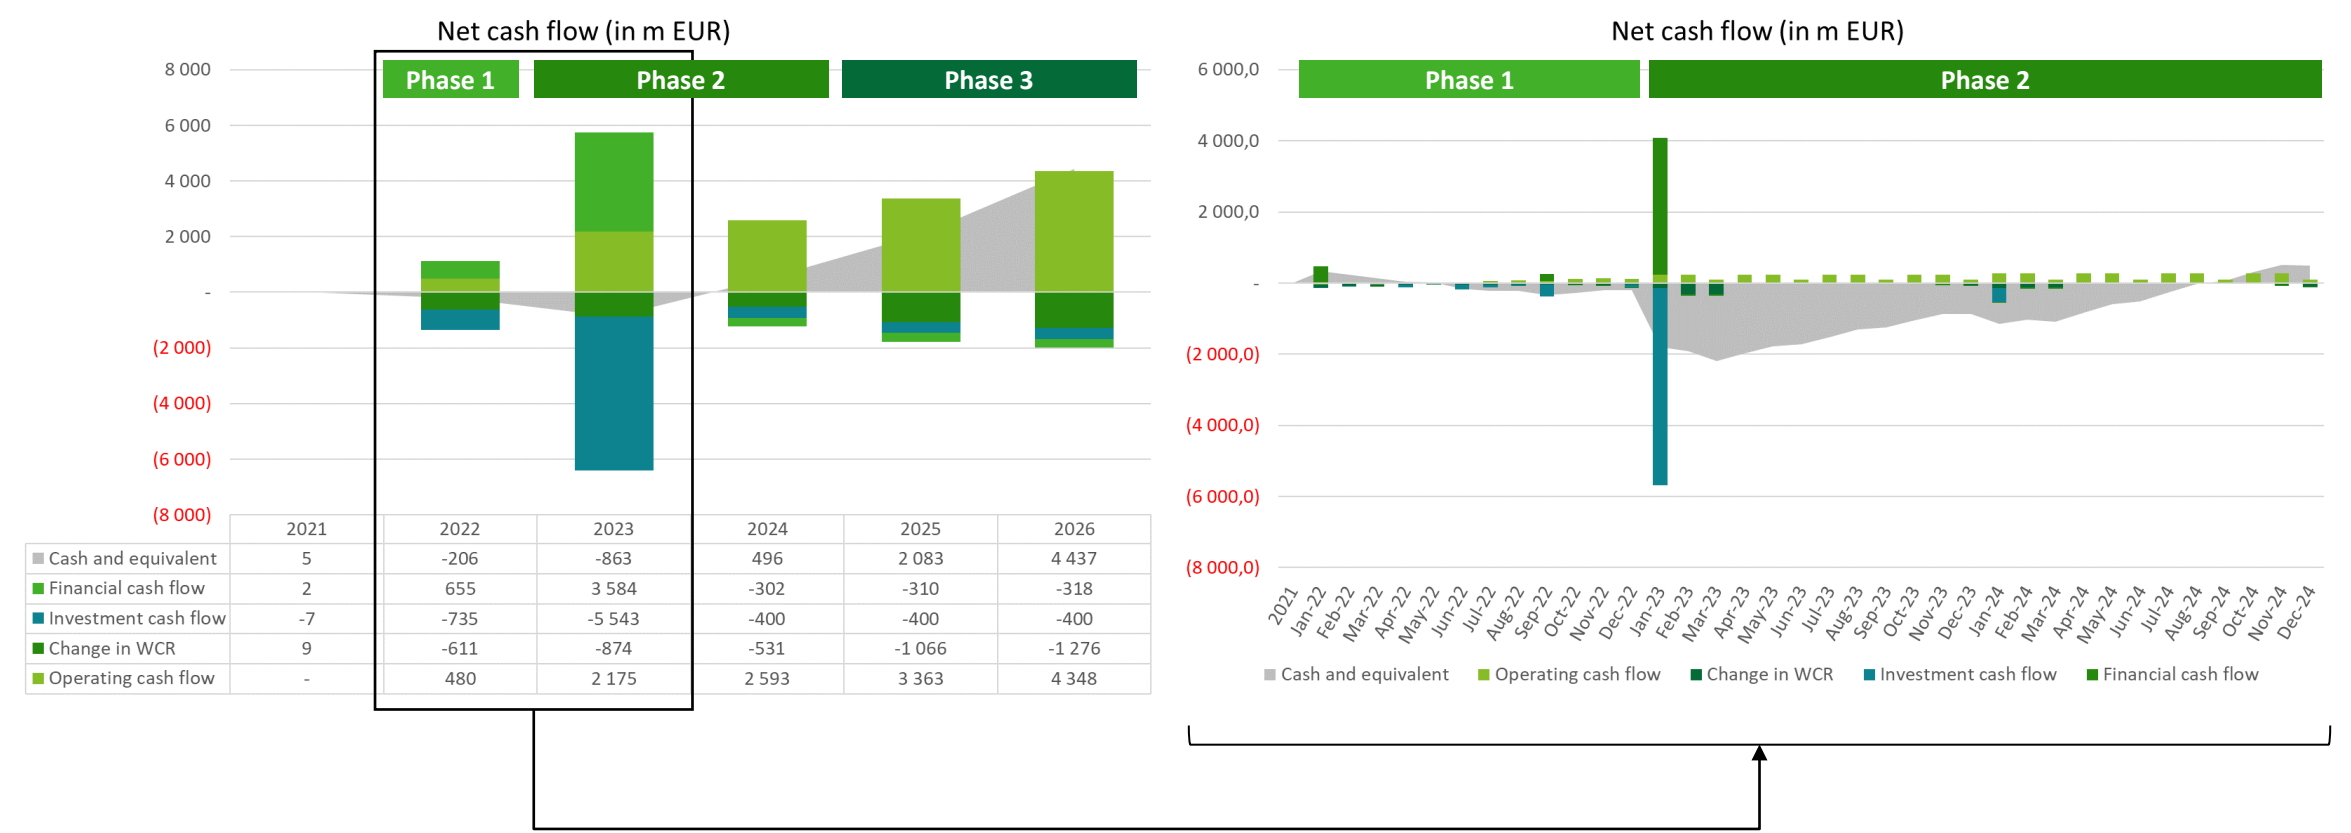 Net cash flow (in m EUR)
Phase 1 Phase 2 Phase 3
8 000
6 000
4 000
2 000
-
(2 000)
(4 000)
(6 000)
(8 000)
2021 2022 2023 2024 2025 2026
Cash and equivalent 5 -206 -863 496 2 083 4 437
Financial cash flow 2 655 3 584 -302 -310 -318
Investment cash flow -7 -735 -5 543 -400 -400 -400
Change in WCR 9 -611 -874 -531 -1 066 -1 276
Operating cash flow - 480 2 175 2 593 3 363 4 348
Net cash flow (in m EUR)
Phase 1 Phase 2
6 000,0
4 000,0
2 000,0
-
(2 000,0)
(4 000,0)
(6 000,0)
(8 000,0)
2021 Jan-22 Feb-22 Mar-22 Apr-22 May-22 Jun-22 Jul-22 Aug-22 Sep-22 Oct-22 Nov-22 Dec-22 Jan-23 Feb-23 Mar-23 Apr-23 May-23 Jun-23 Jul-23 Aug-23 Sep-23 Oct-23 Nov-23 Dec-23 Jan-24 Feb-24 Mar-24 Apr-24 May-24 Jun-24 Jul-24 Aug-24 Sep-24 Oct-24 Nov-24 Dec-24
Cash and equivalent Operating cash flow Change in WCR Investment cash flow Financial cash flow